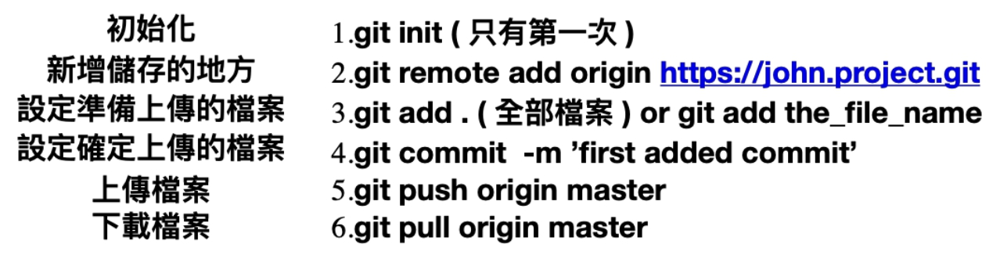 初始化 1.git init ( 只有第一次 )
新增儲存的地方 2.git remote add origin https://john.project.git
設定準備上傳的檔案 3.git add . ( 全部檔案 ) or git add the_file_name
設定確定上傳的檔案 4.git commit  -m ’first added commit’
上傳檔案 5.git push origin master
下載檔案 6.git pull origin master